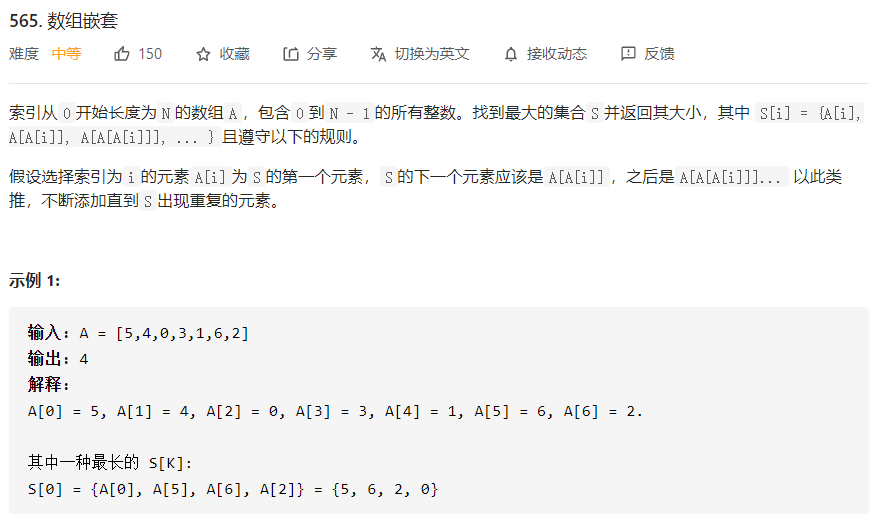 565. 数组嵌套
难度 中等 150 收藏 分享 切换为英文 接收动态 反馈
索引从 0 开始长度为 N 的数组 A ，包含 0 到 N - 1 的所有整数。找到最大的集合 S 并返回其大小，其中 S[i] = {A[i],
A[A[i]], A[A[A[i]]], ... } 且遵守以下的规则。
假设选择索引为 i 的元素 A[i] 为 S 的第一个元素， S 的下一个元素应该是 A[A[i]] ，之后是 A[A[A[i]]]... 以此类
推，不断添加直到 S 出现重复的元素。
示例 1:
输入: A = [5,4,0,3,1,6,2]
输出: 4
解释:
A[0] = 5, A[1] = 4, A[2] = 0, A[3] = 3, A[4] = 1, A[5] = 6, A[6] = 2.
其中一种最长的 S[K]:
S[0] = {A[0], A[5], A[6], A[2]} = {5, 6, 2, 0}